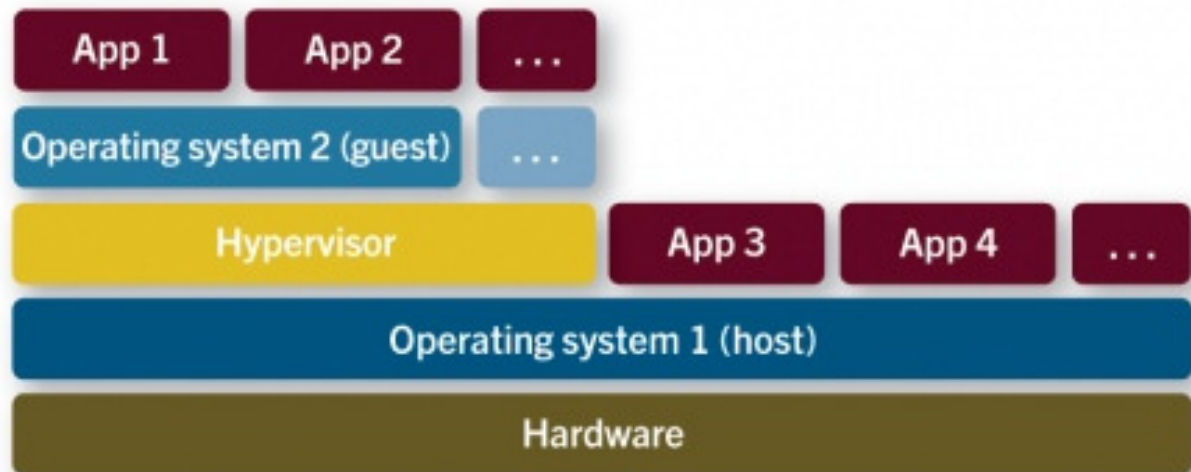 App 1 App 2 ...
Operating system 2 (guest) ...
Hypervisor App 3 App 4 ...
Operating system 1 (host)
Hardware